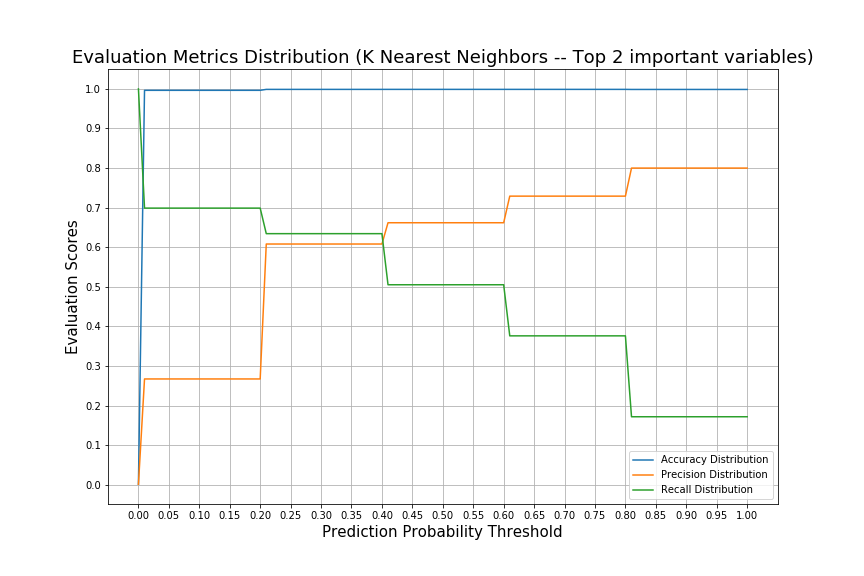 Evaluation Metrics Distribution (K Nearest Neighbors -- Top 2 important variables)
Evaluation Scores
1.0
0.9
0.8
0.7
0.6
0.5
0.4
0.3
0.2
0.1
0.0
Accuracy Distribution
Precision Distribution
Recall Distribution
0.00 0.05 0.10 0.15 0.20 0.25 0.30 0.35 0.40 0.45 0.50 0.55 0.60 0.65 0.70 0.75 0.80 0.85 0.90 0.95 1.00
Prediction Probability Threshold